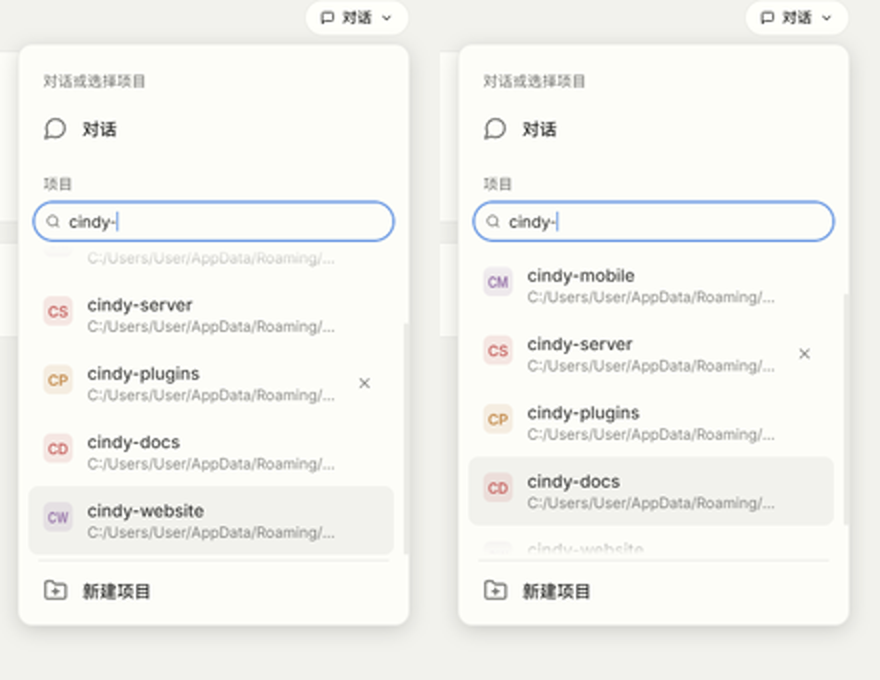 对话
对话或选择项目
对话
项目
cindy-
C:/Users/User/AppData/Roaming/...
cindy-server
CS
C:/Users/User/AppData/Roaming/...
cindy-plugins
CP
C:/Users/User/AppData/Roaming/...
cindy-docs
CD
C:/Users/User/AppData/Roaming/...
cindy-website
CW
C:/Users/User/AppData/Roaming/...
新建项目
对话
对话或选择项目
对话
项目
cindy-
cindy-mobile
CM
C:/Users/User/AppData/Roaming/...
cindy-server
CS
C:/Users/User/AppData/Roaming/...
cindy-plugins
CP
C:/Users/User/AppData/Roaming/...
cindy-docs
CD
C:/Users/User/AppData/Roaming/...
cindy-website
新建项目